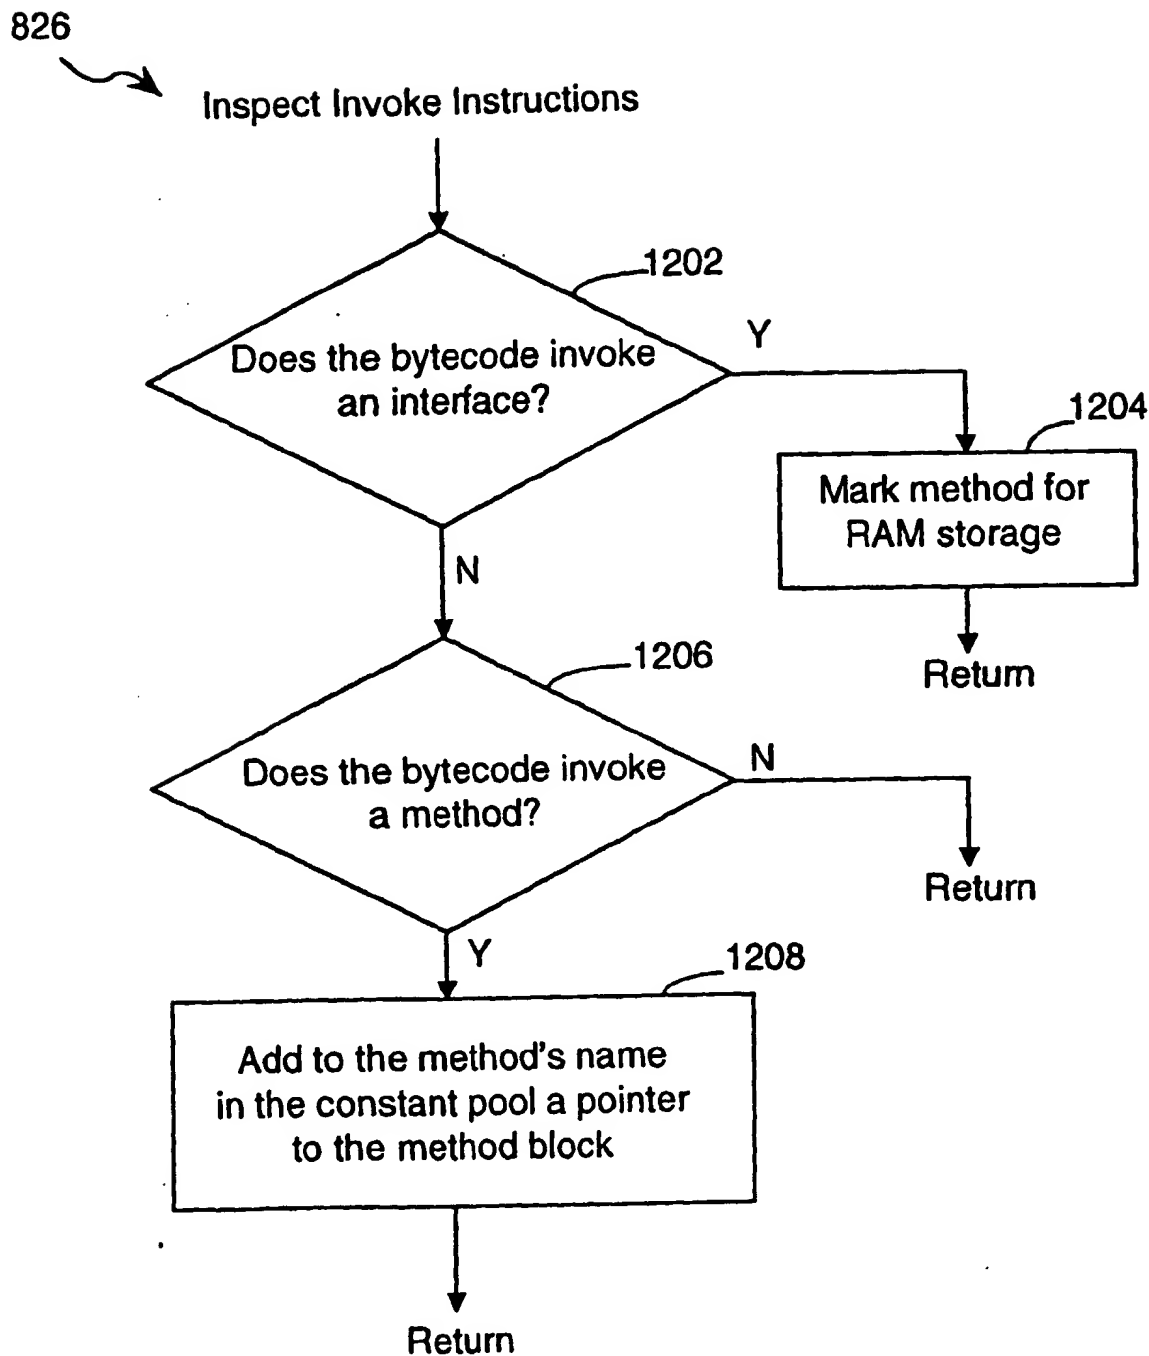 826
Inspect Invoke Instructions
1202
Does the bytecode invoke
an interface?
Y
1204
Mark method for
RAM storage
N
Return
1206
Does the bytecode invoke
a method?
N
Return
Y
1208
Add to the method's name
in the constant pool a pointer
to the method block
Return